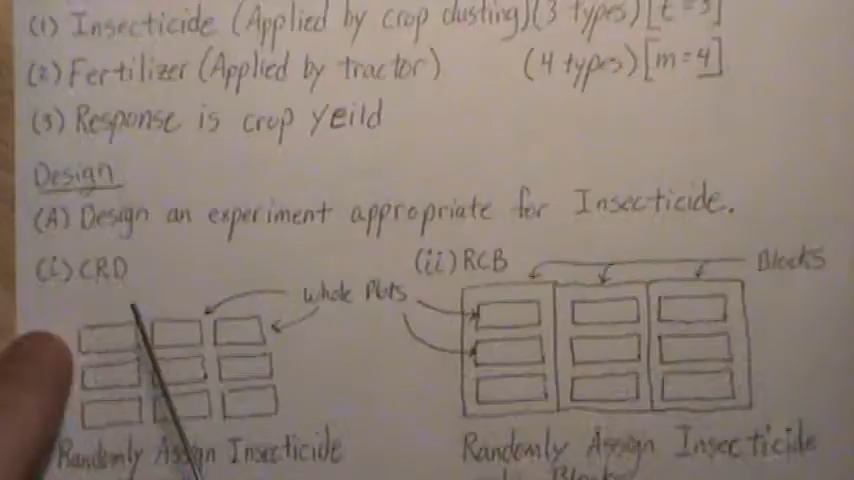 (1) Insecticide (Applied by crop dusting) (3 types) [t = 3]
(2) Fertilizer (Applied by tractor) (4 types) [m = 4]
(3) Response is crop yeild
Design
(A) Design an experiment appropriate for Insecticide.
(i) CRD
(ii) RCB
Blocks
Whole Plots
Randomly Assign Insecticide
Randomly Assign Insecticide
Blocks